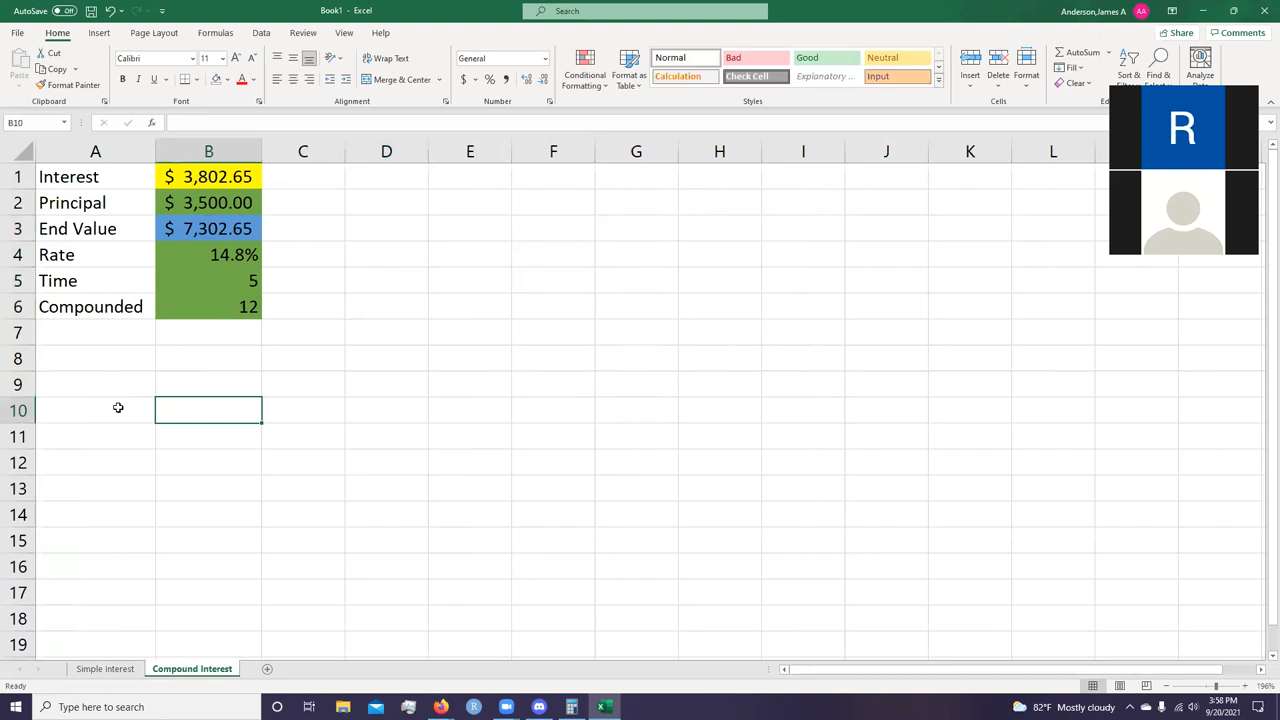 AutoSave Off
Book1 - Excel
Search
Anderson,James A AA
File Home Insert Page Layout Formulas Data Review View Help
Share Comments
Paste
Cut
Copy
Format Painter
Clipboard
Calibri 11
B I U
Font
Wrap Text
Merge & Center
Alignment
General
$ % ,
Number
Conditional Formatting
Format as Table
Normal Bad Good Neutral
Calculation Check Cell Explanatory ... Input
Styles
Insert Delete Format
Cells
AutoSum
Fill
Clear
Sort &
Find &
Select
Analyze
Data
B10
fx
A B C D E F G H I J K L
1 Interest $ 3,802.65
2 Principal $ 3,500.00
3 End Value $ 7,302.65
4 Rate 14.8%
5 Time 5
6 Compounded 12
7
8
9
10
11
12
13
14
15
16
17
18
19
R
Simple Interest Compound Interest
Ready
196%
Type here to search
R
82°F Mostly cloudy
3:58 PM
9/20/2021